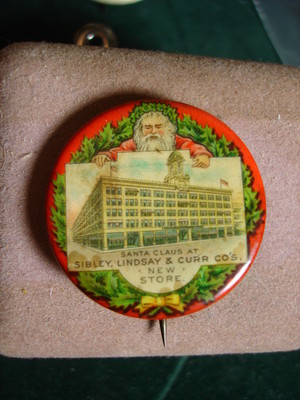 SANTA CLAUS AT
SIBLEY, LINDSAY & CURR CO'S.
NEW
STORE.